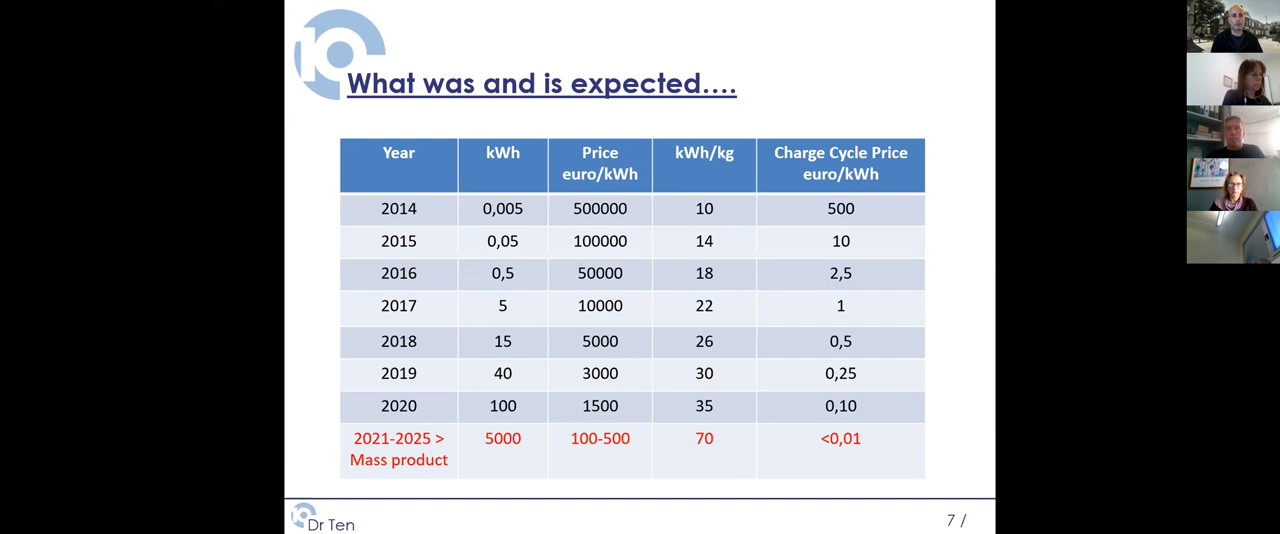 What was and is expected....
Year kWh Price euro/kWh kWh/kg Charge Cycle Price euro/kWh
2014 0,005 500000 10 500
2015 0,05 100000 14 10
2016 0,5 50000 18 2,5
2017 5 10000 22 1
2018 15 5000 26 0,5
2019 40 3000 30 0,25
2020 100 1500 35 0,10
2021-2025 > Mass product 5000 100-500 70 <0,01
Dr Ten
7 /